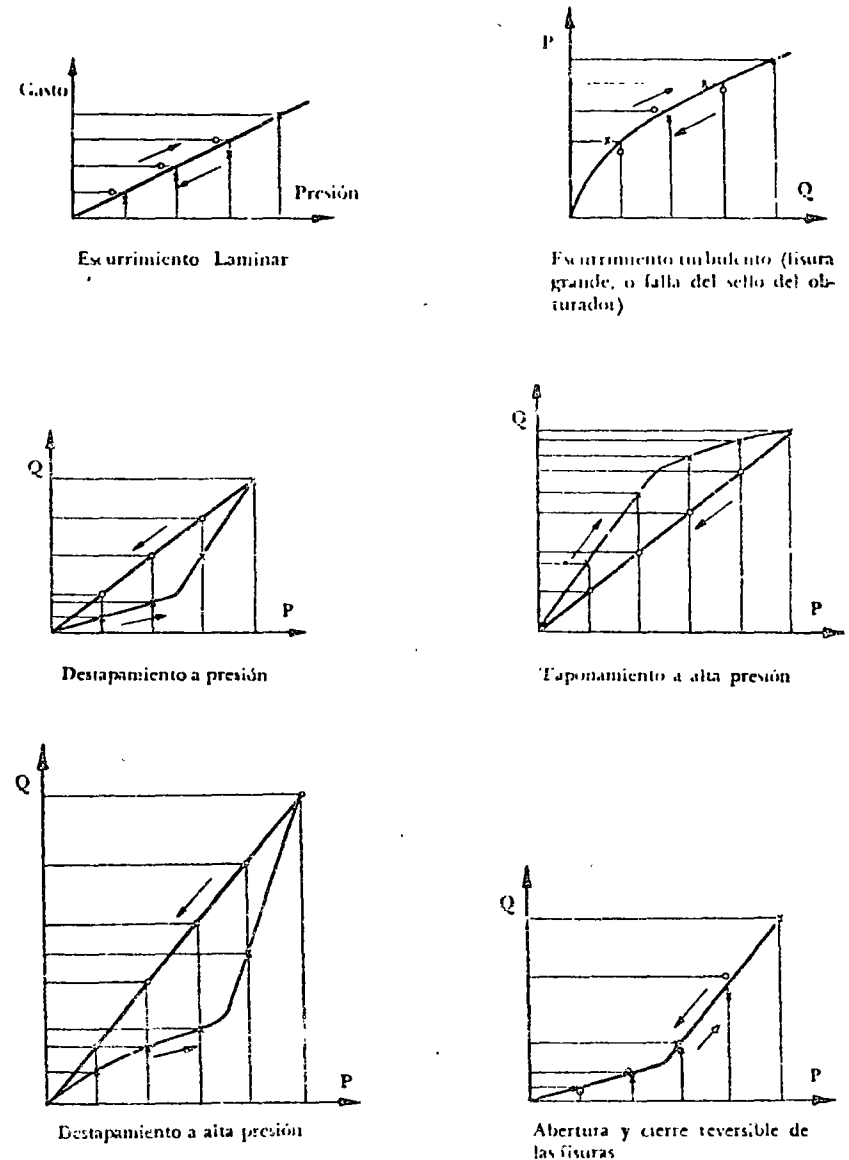 Gasto
Presión
Escurrimiento Laminar
P
Q
Escurrimiento turbulento (fisura
grande, o falla del sello del ob-
turador)
Q
P
Destapamiento a presión
Q
P
Taponamiento a alta presión
Q
P
Destapamiento a alta presión
Q
P
Abertura y cierre reversible de
las fisuras